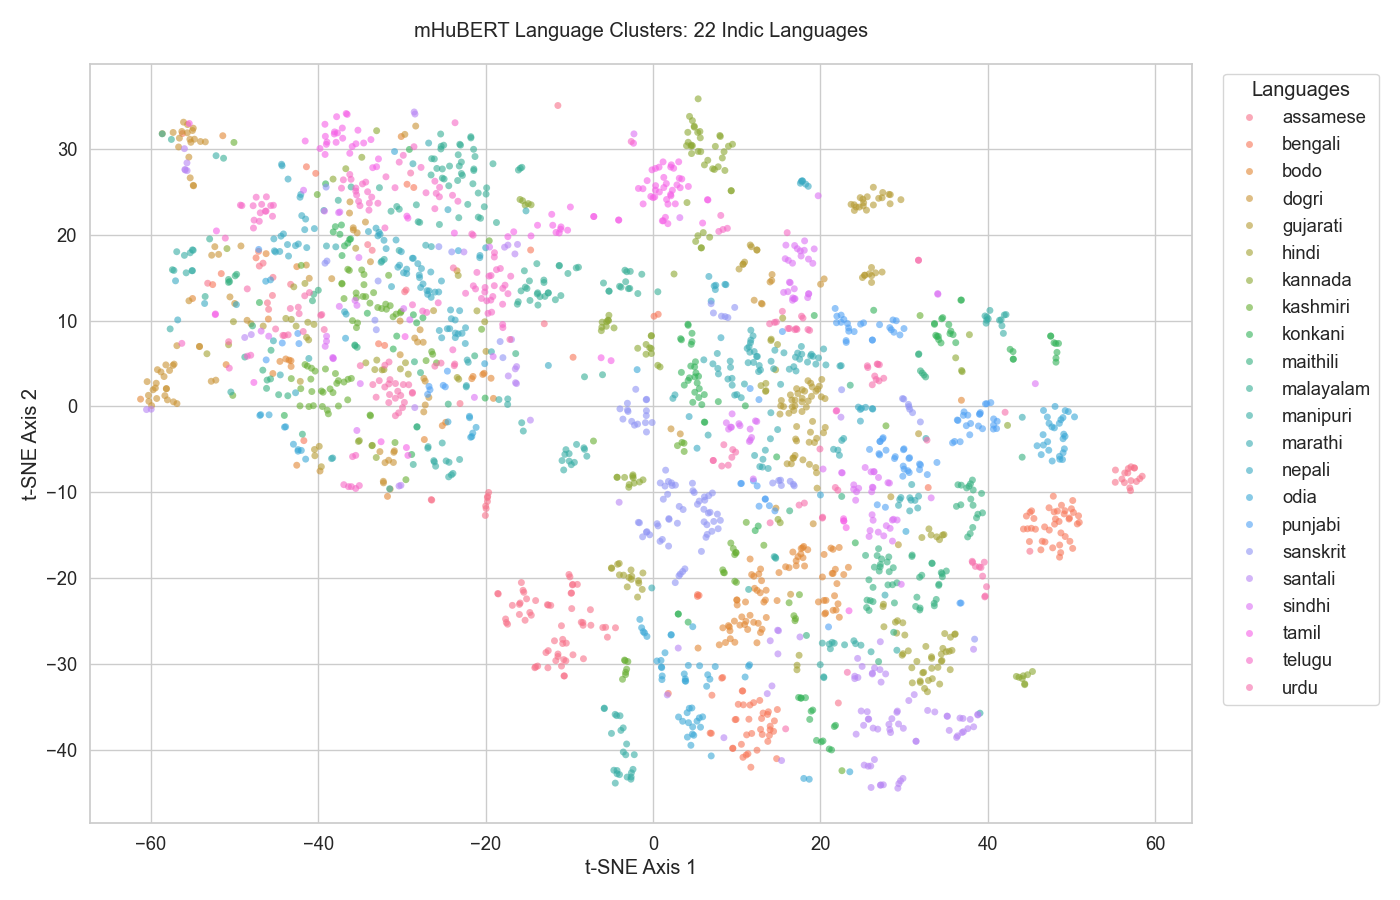 mHuBERT Language Clusters: 22 Indic Languages
t-SNE Axis 2
30
20
10
0
−10
−20
−30
−40
−60
−40
−20
0
20
40
60
t-SNE Axis 1
Languages
assamese
bengali
bodo
dogri
gujarati
hindi
kannada
kashmiri
konkani
maithili
malayalam
manipuri
marathi
nepali
odia
punjabi
sanskrit
santali
sindhi
tamil
telugu
urdu